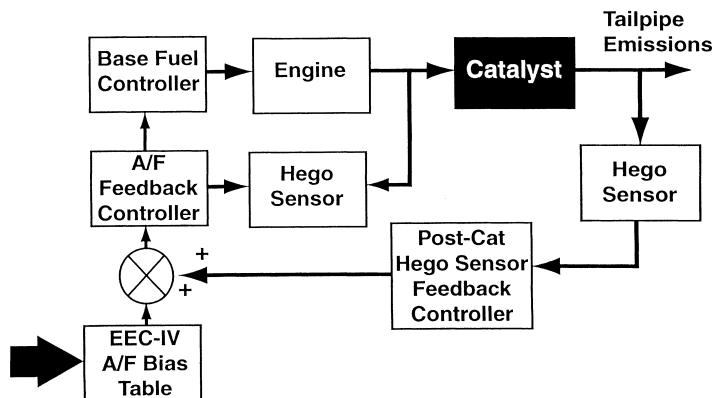 Tailpipe
Emissions
Base Fuel
Controller
Engine
Catalyst
A/F
Feedback
Controller
Hego
Sensor
Hego
Sensor
Post-Cat
Hego Sensor
Feedback
Controller
+
+
EEC-IV
A/F Bias
Table